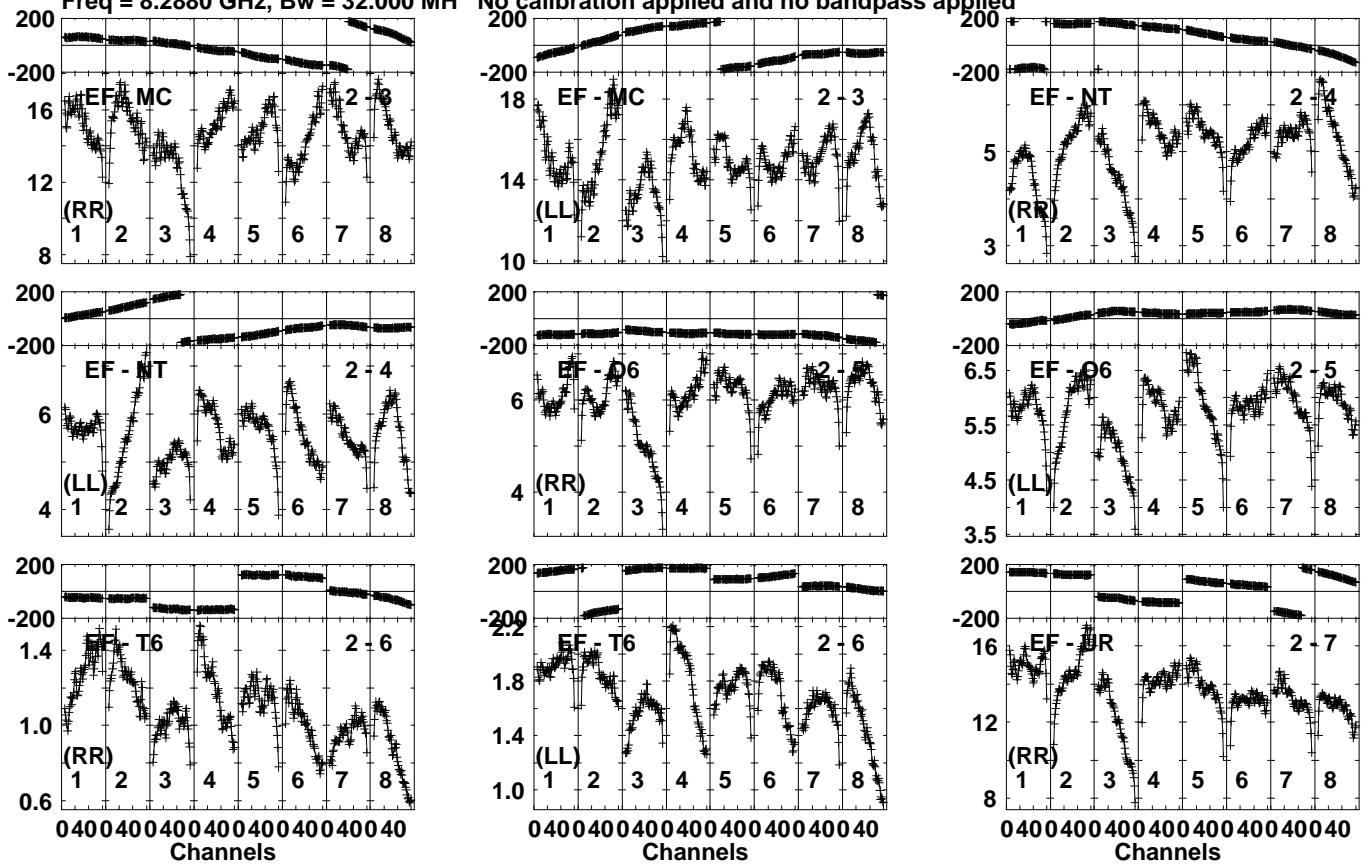 Freq = 8.2880 GHz, Bw = 32.000 MH No calibration applied and no bandpass applied
200 200 200
-200 -200 -200
EF - MC 2 - 3 EF - MC 2 - 3 EF - NT 2 - 4
16 18
14 5
12
(RR) (LL) (RR)
1 2 3 4 5 6 7 8 1 2 3 4 5 6 7 8 1 2 3 4 5 6 7 8
8 10 3
200 200 200
-200 -200 -200
EF - NT 2 - 4 EF - O6 2 - 5 EF - O6 2 - 5
6 6 6.5
5.5
(LL) (RR) (LL)
4 4 4.5
1 2 3 4 5 6 7 8 1 2 3 4 5 6 7 8 1 2 3 4 5 6 7 8
3.5
200 200 200
-200 -200 -200
EF - T6 2 - 6 EF - T6 2 - 6 EF - UR 2 - 7
1.4 2.2 16
1.8
1.0 1.4 12
(RR) (LL) (RR)
1 2 3 4 5 6 7 8 1 2 3 4 5 6 7 8 1 2 3 4 5 6 7 8
0.6 1.0 8
0 40 0 40 0 40 0 40 0 40 0 40 0 40 0 40 0 40 0 40 0 40 0 40 0 40 0 40 0 40 0 40 0 40 0 40 0 40 0 40 0 40 0 40 0 40 0 40
Channels Channels Channels